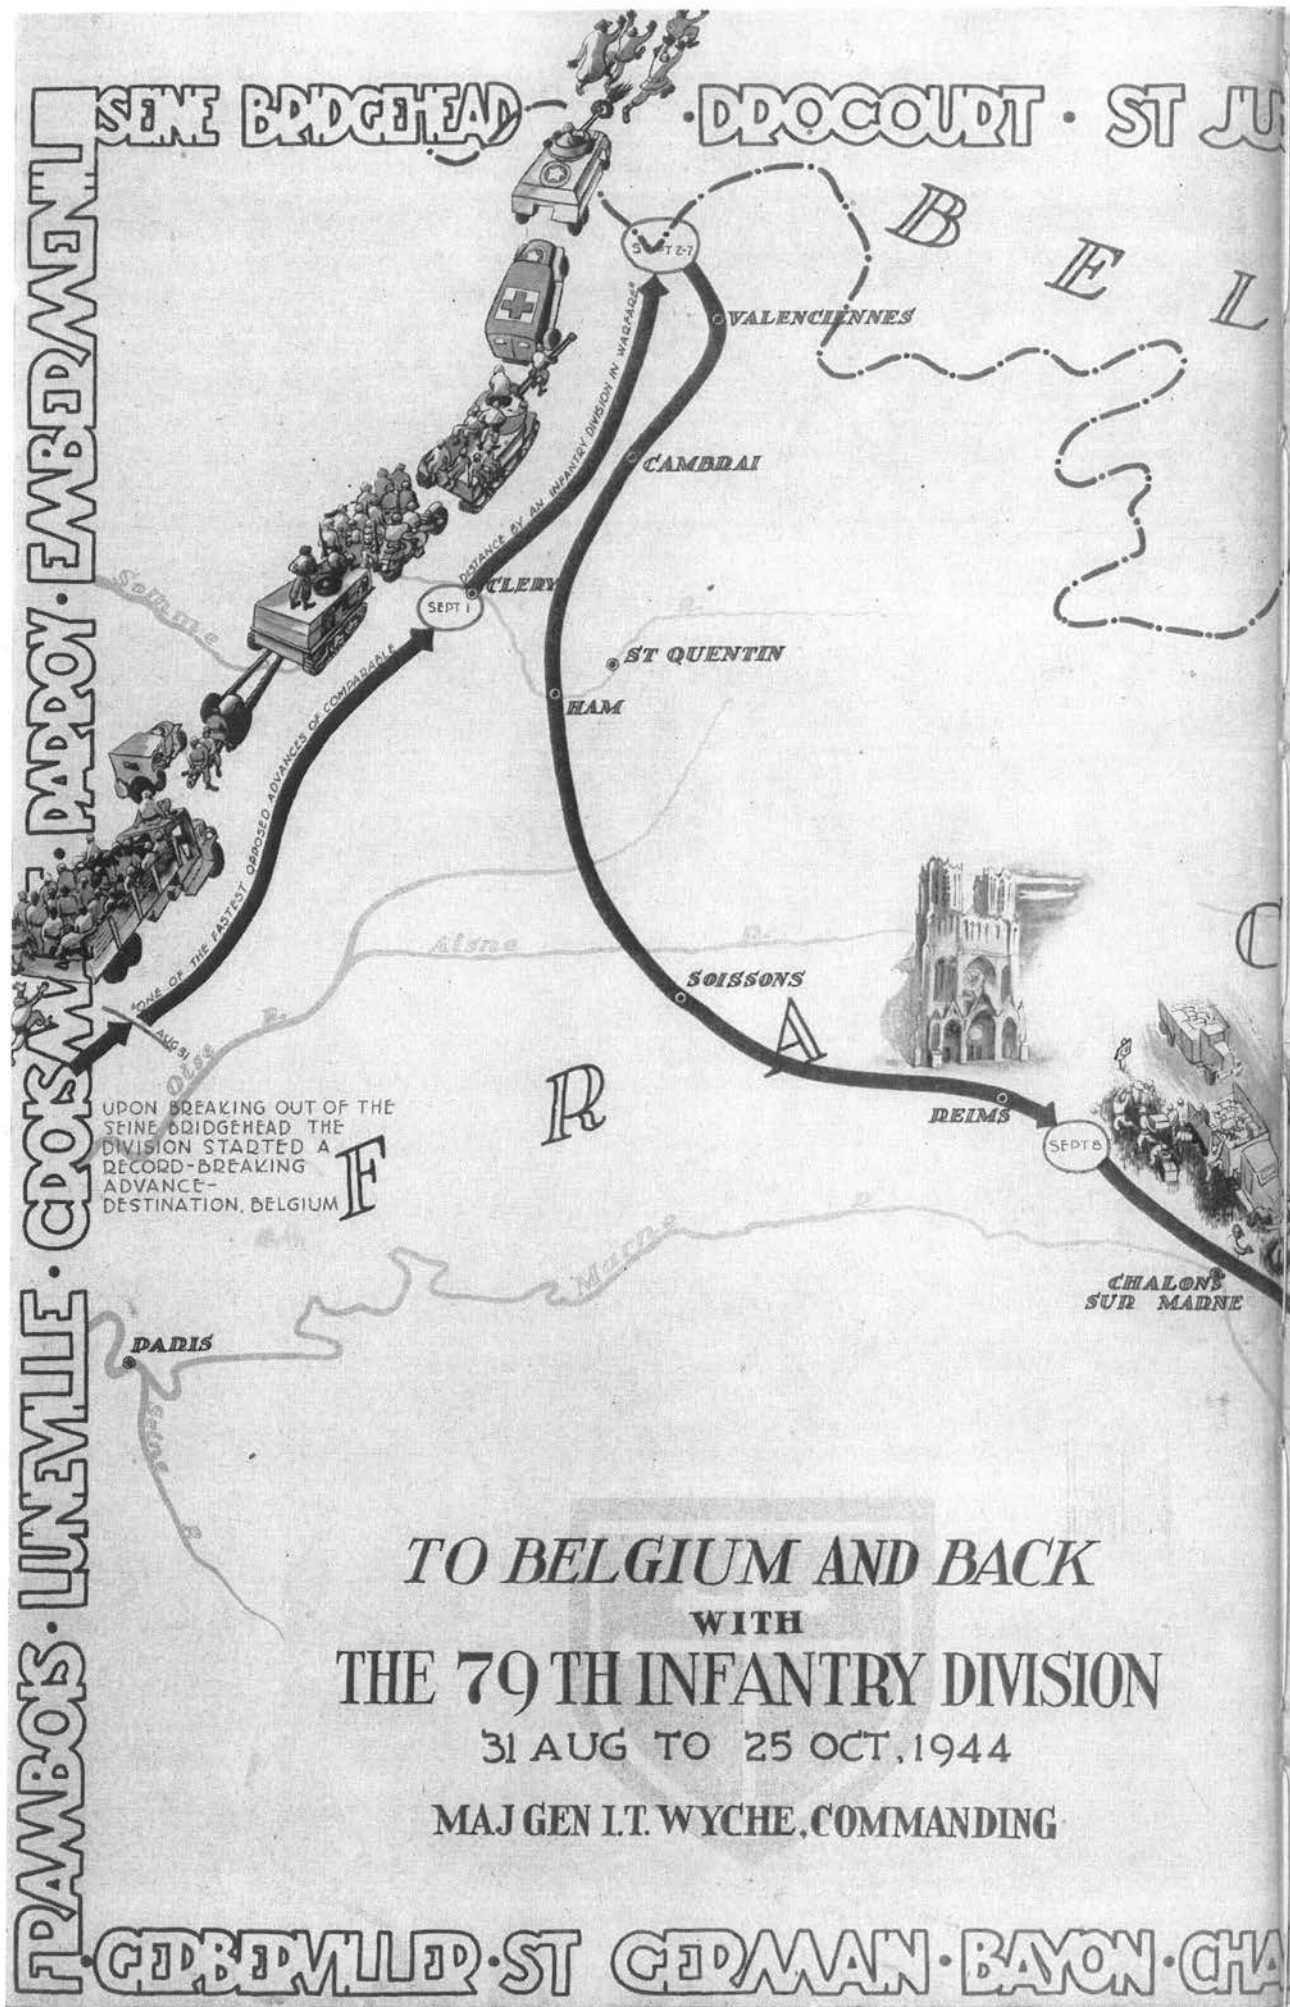 SEINE BRIDGEHEAD · DROCOURT · ST JU
FRAMBOIS · LUNEVILLE · CROISMA · PARROY · EMBERMENIL
B E L
SEPT 2-7
VALENCIENNES
CAMBRAI
CLERY
SEPT 1
Somme
R.
ST QUENTIN
HAM
"ONE OF THE FASTEST OPPOSED ADVANCES OF COMPARABLE
DISTANCE BY AN INFANTRY DIVISION IN WARFARE"
AUG 31
Aisne R.
Oise R.
SOISSONS
F R A C
REIMS
SEPT 8
UPON BREAKING OUT OF THE
SEINE BRIDGEHEAD THE
DIVISION STARTED A
RECORD-BREAKING
ADVANCE-
DESTINATION, BELGIUM
Marne R
CHALONS
SUR MARNE
PARIS
Seine R
TO BELGIUM AND BACK
WITH
THE 79TH INFANTRY DIVISION
31 AUG TO 25 OCT, 1944
MAJ GEN I.T. WYCHE, COMMANDING
· GERBERVILLER · ST GERMAIN · BAYON · CHA